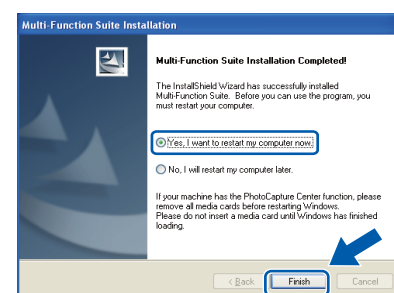 Multi-Function Suite Installation
Multi-Function Suite Installation Completed!
The InstallShield Wizard has successfully installed
Multi-Function Suite. Before you can use the program, you
must restart your computer.
Yes, I want to restart my computer now.
No, I will restart my computer later.
If your machine has the PhotoCapture Center function, please
remove all media cards before restarting Windows.
Please do not insert a media card until Windows has finished
loading.
< Back Finish Cancel